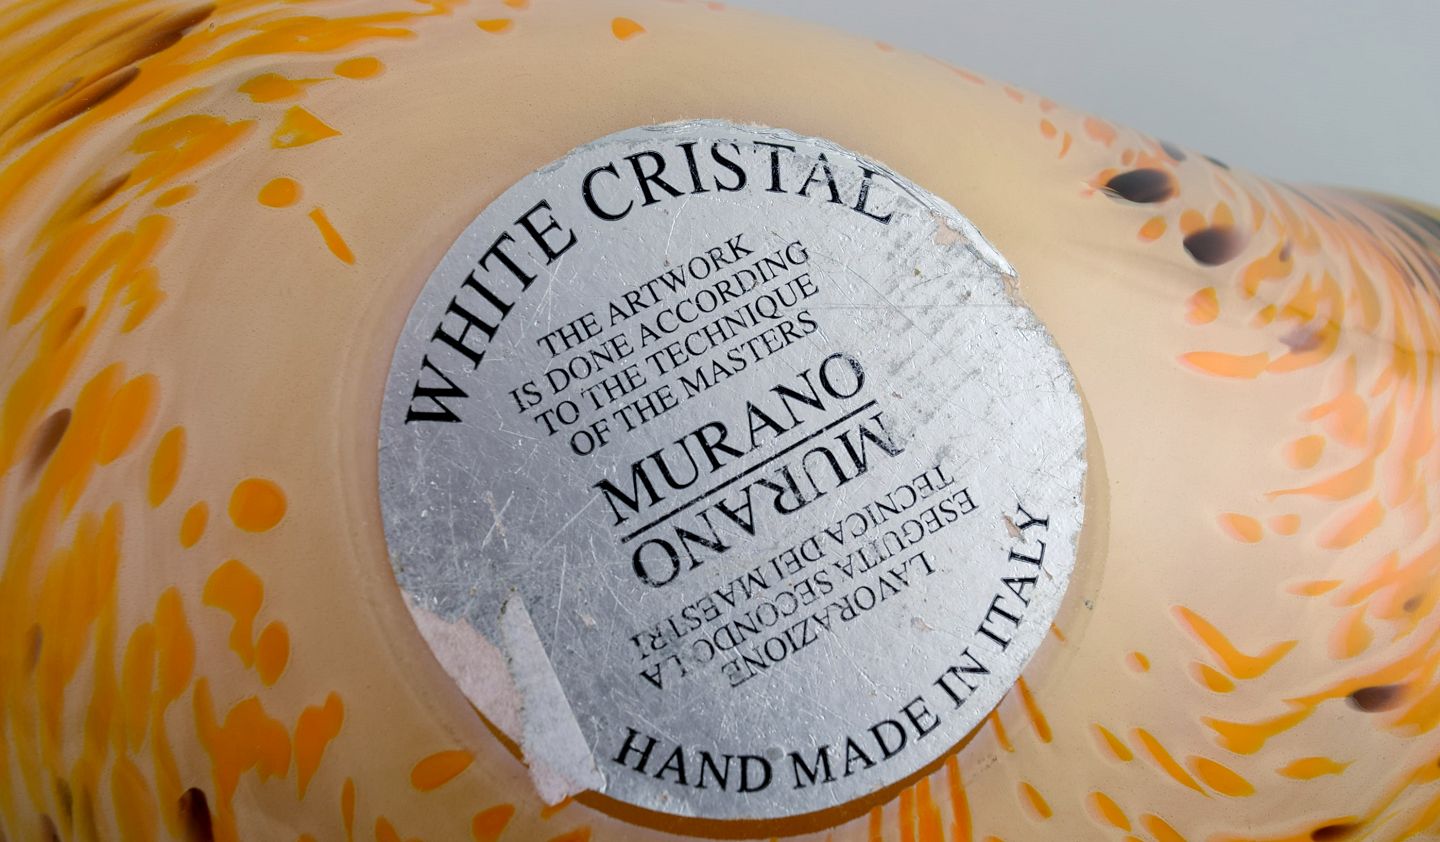 WHITE CRISTAL
THE ARTWORK
IS DONE ACCORDING
TO THE TECHNIQUE
OF THE MASTERS
MURANO
MURANO
LAVORAZIONE
ESEGUITA SECONDO LA
TECNICA DEI MAESTRI
HAND MADE IN ITALY